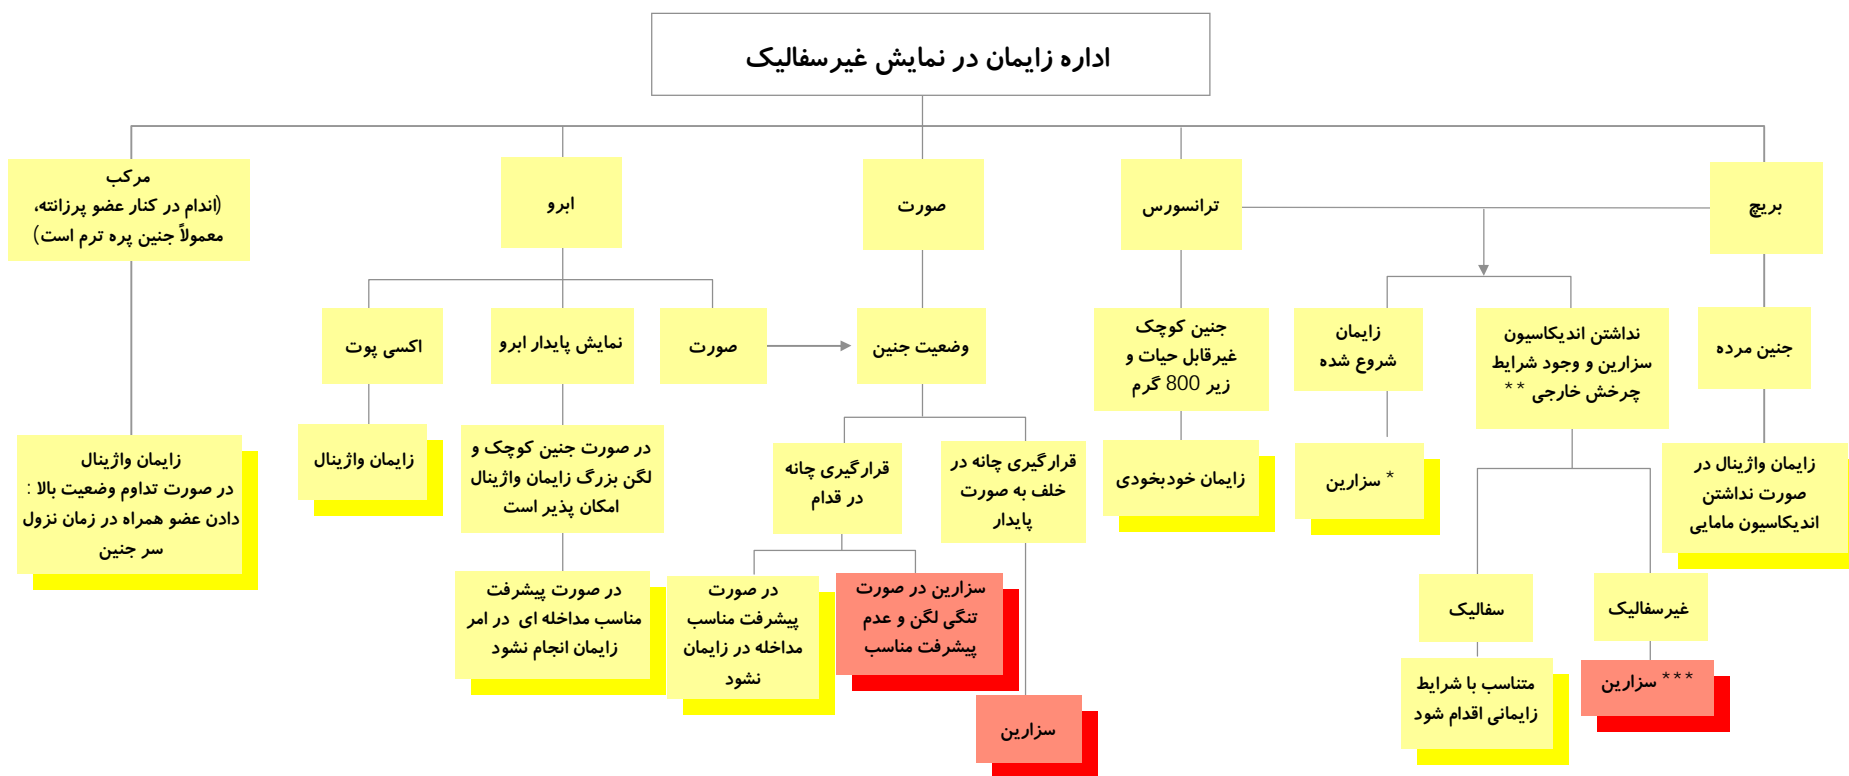 اداره زایمان در نمایش غیرسفالیک
بریچ
ترانسورس
صورت
ابرو
مرکب
(اندام در کنار عضو پرزانته،
معمولاً جنین پره ترم است)
جنین مرده
نداشتن اندیکاسیون
سزارین و وجود شرایط
چرخش خارجی **
زایمان
شروع شده
جنین کوچک
غیرقابل حیات و
زیر 800 گرم
وضعیت جنین
صورت
نمایش پایدار ابرو
اکسی پوت
زایمان واژینال در
صورت نداشتن
اندیکاسیون مامایی
* سزارین
زایمان خودبخودی
قرارگیری چانه در
خلف به صورت
پایدار
قرارگیری چانه
در قدام
در صورت جنین کوچک و
لگن بزرگ زایمان واژینال
امکان پذیر است
زایمان واژینال
زایمان واژینال
در صورت تداوم وضعیت بالا :
دادن عضو همراه در زمان نزول
سر جنین
غیرسفالیک
سفالیک
سزارین در صورت
تنگی لگن و عدم
پیشرفت مناسب
در صورت
پیشرفت مناسب
مداخله در زایمان
نشود
در صورت پیشرفت
مناسب مداخله ای در امر
زایمان انجام نشود
*** سزارین
متناسب با شرایط
زایمانی اقدام شود
سزارین